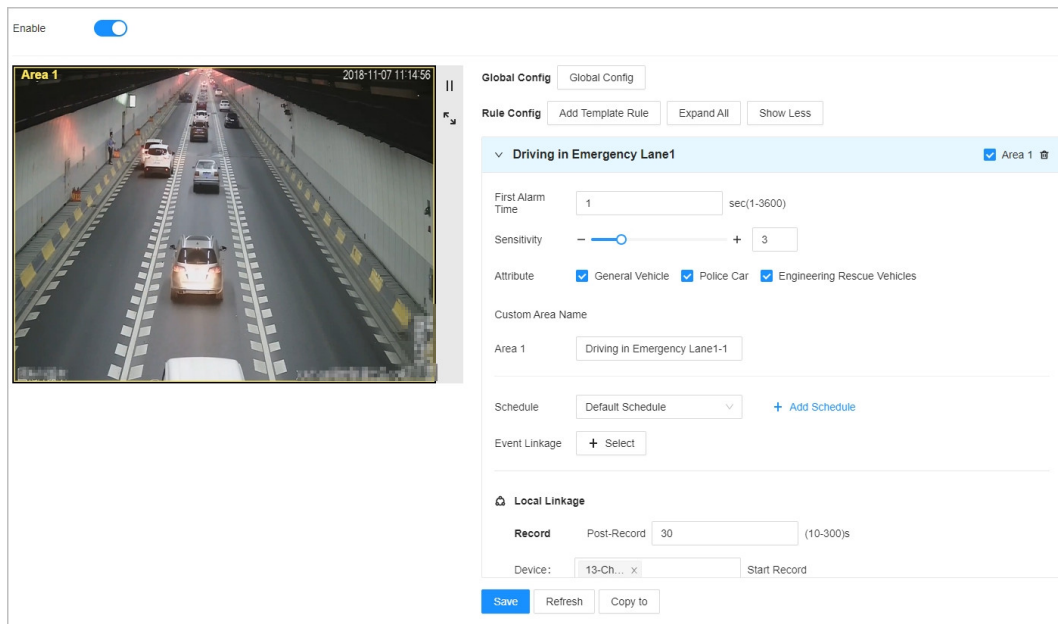 Enable
Area 1
2018-11-07 11:14:56
Global Config Global Config
Rule Config Add Template Rule Expand All Show Less
Driving in Emergency Lane1 Area 1
First Alarm
Time
1 sec(1-3600)
Sensitivity − + 3
Attribute General Vehicle Police Car Engineering Rescue Vehicles
Custom Area Name
Area 1 Driving in Emergency Lane1-1
Schedule Default Schedule + Add Schedule
Event Linkage + Select
Local Linkage
Record Post-Record 30 (10-300)s
Device: 13-Ch... × Start Record
Save Refresh Copy to